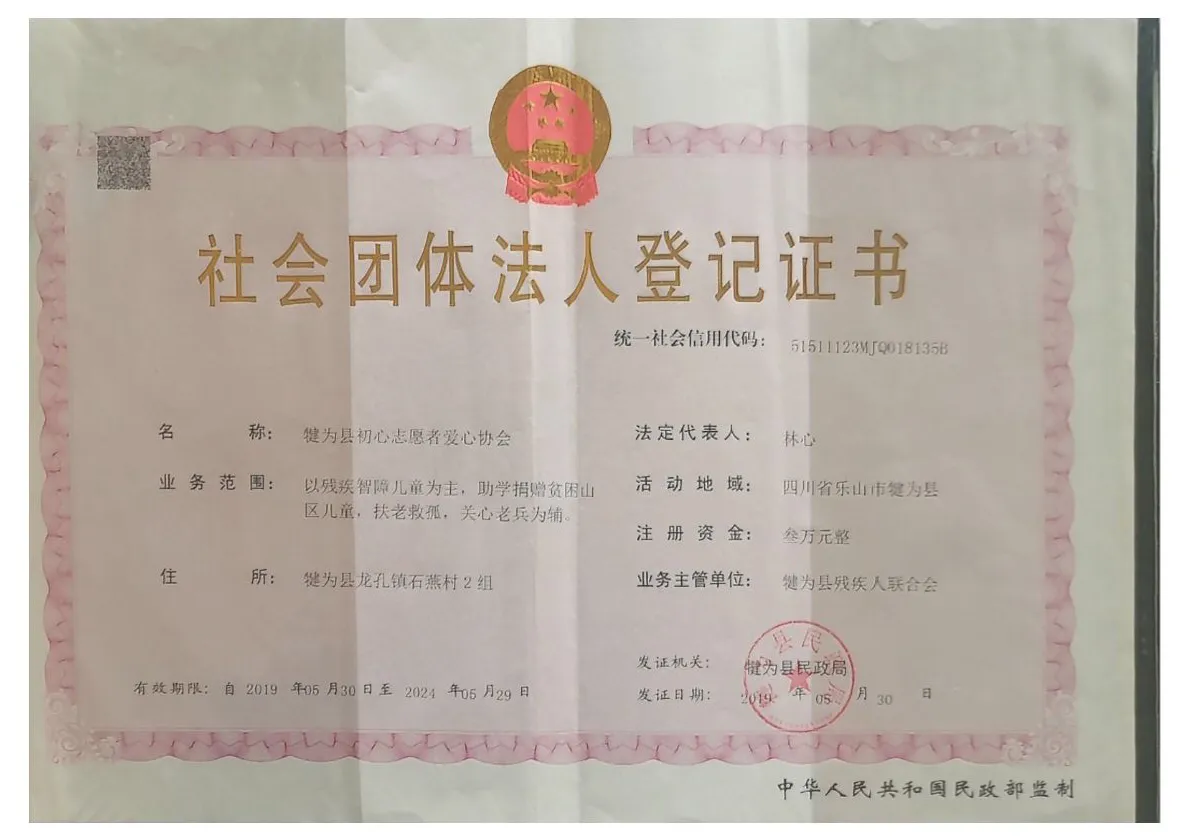 社会团体法人登记证书
统一社会信用代码： 51511123MJQ018135B
名 称： 犍为县初心志愿者爱心协会
法定代表人： 林心
业务范围： 以残疾智障儿童为主，助学捐赠贫困山
区儿童，扶老救孤，关心老兵为辅。
活动地域： 四川省乐山市犍为县
注册资金： 叁万元整
住 所： 犍为县龙孔镇石燕村2组
业务主管单位： 犍为县残疾人联合会
发证机关： 犍为县民政局
有效期限：自 2019 年05 月30 日至 2024 年05 月29 日
发证日期： 2019 年 05 月 30 日
中华人民共和国民政部监制